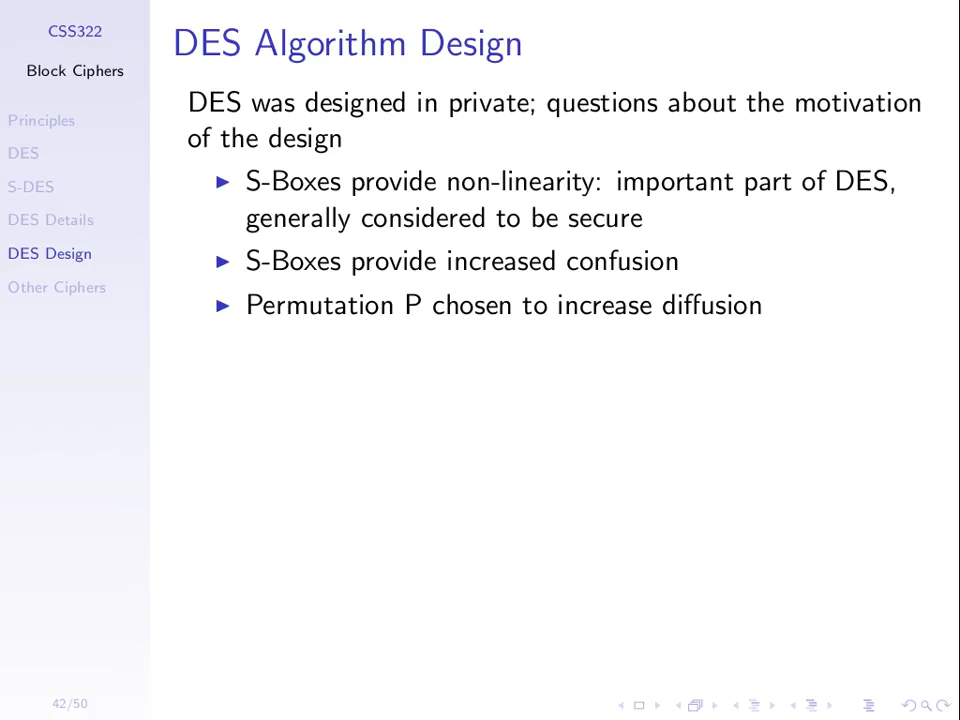 CSS322
Block Ciphers
Principles
DES
S-DES
DES Details
DES Design
Other Ciphers
42/50
DES Algorithm Design
DES was designed in private; questions about the motivation
of the design
S-Boxes provide non-linearity: important part of DES,
generally considered to be secure
S-Boxes provide increased confusion
Permutation P chosen to increase diffusion